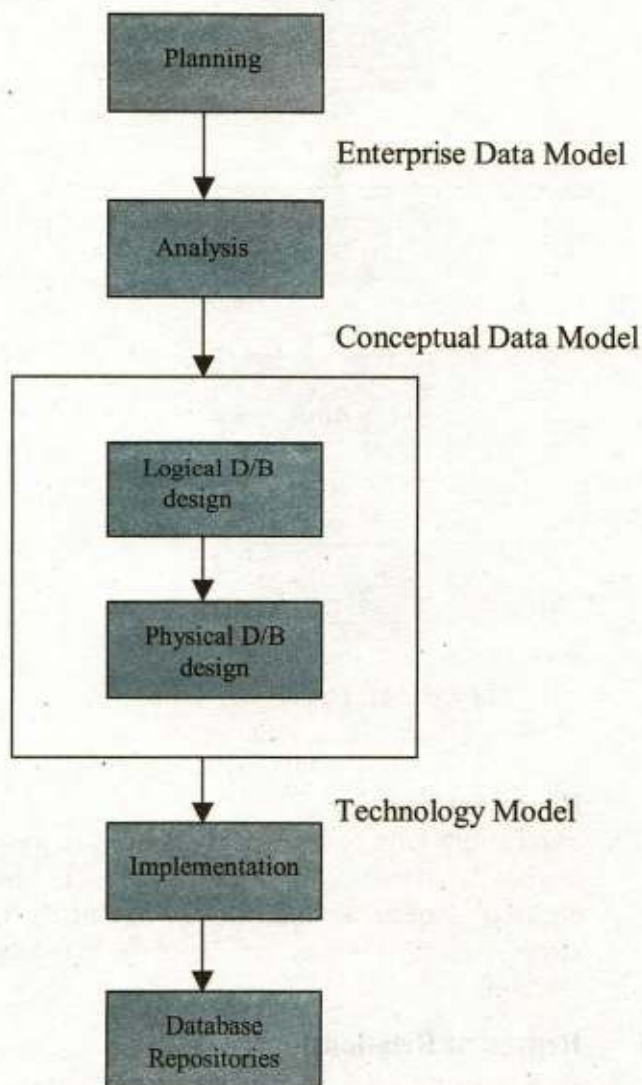 Planning
Enterprise Data Model
Analysis
Conceptual Data Model
Logical D/B
design
Physical D/B
design
Technology Model
Implementation
Database
Repositories